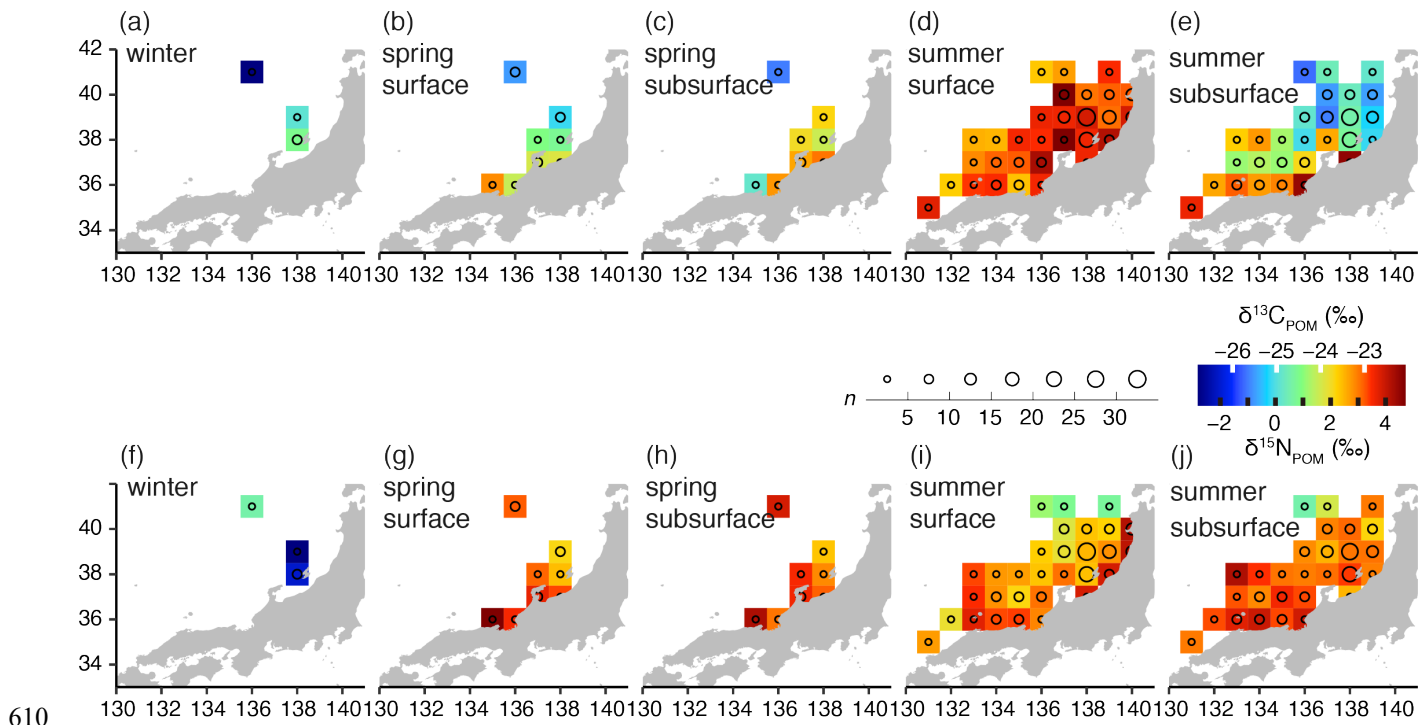 (a) (b) (c) (d) (e)
winter
spring
surface
spring
subsurface
summer
surface
summer
subsurface
42
40
38
36
34
130 132 134 136 138 140
130 132 134 136 138 140
130 132 134 136 138 140
130 132 134 136 138 140
130 132 134 136 138 140
δ¹³C_POM (‰)
−26 −25 −24 −23
n
5 10 15 20 25 30
−2 0 2 4
δ¹⁵N_POM (‰)
(f) (g) (h) (i) (j)
winter
spring
surface
spring
subsurface
summer
surface
summer
subsurface
40
38
36
34
130 132 134 136 138 140
130 132 134 136 138 140
130 132 134 136 138 140
130 132 134 136 138 140
130 132 134 136 138 140
610